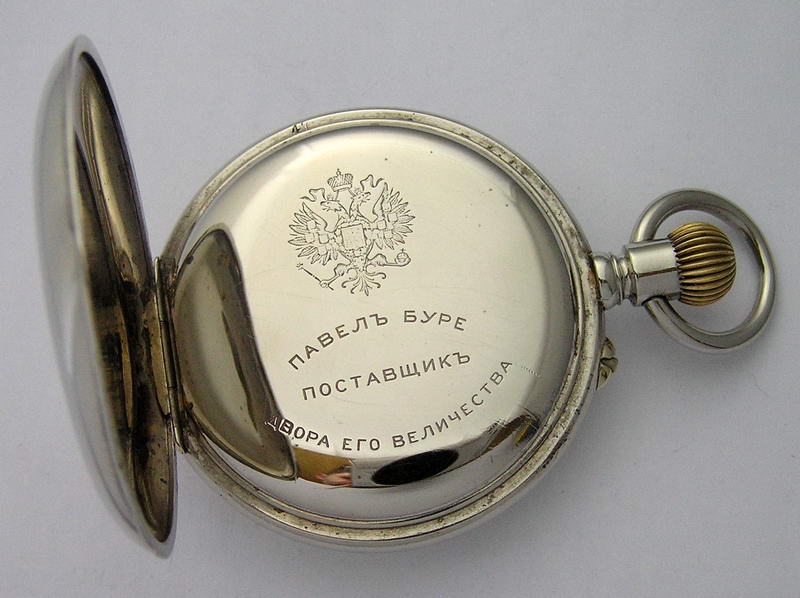 ПАВЕЛЪ БУРЕ
ПОСТАВЩИКЪ
ДВОРА ЕГО ВЕЛИЧЕСТВА